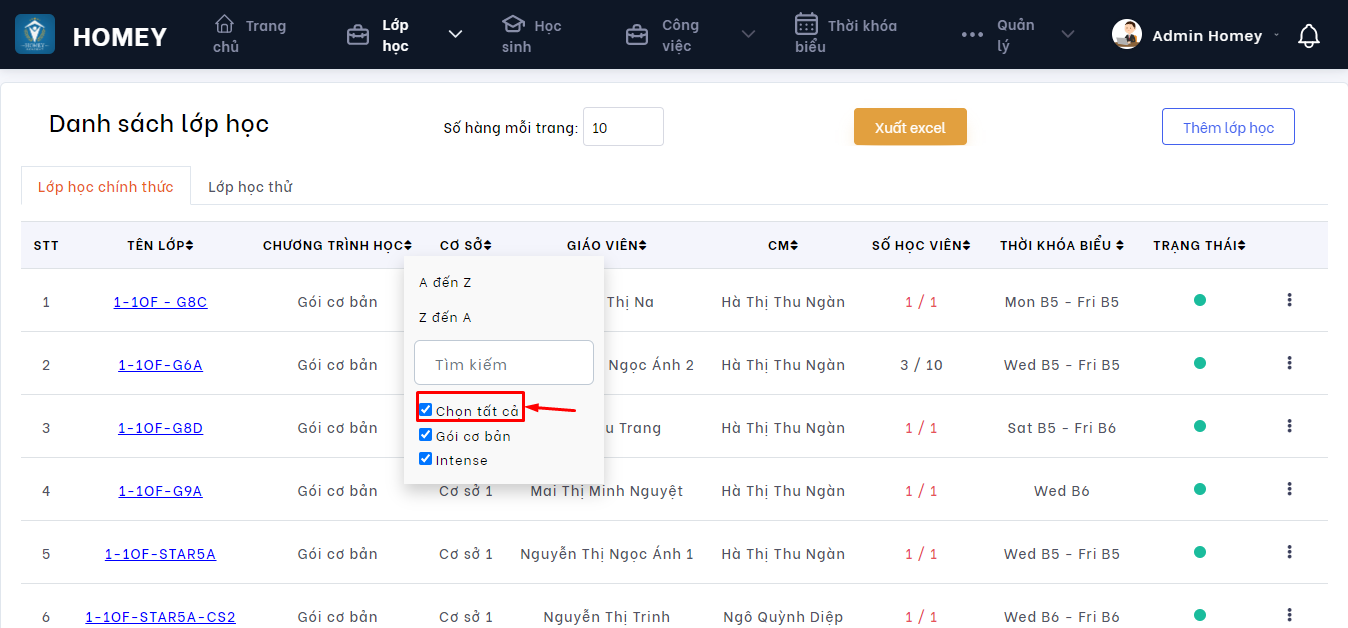 HOMEY
Trang chủ
Lớp học
Học sinh
Công việc
Thời khóa biểu
Quản lý
Admin Homey
Danh sách lớp học
Số hàng mỗi trang: 10
Xuất excel
Thêm lớp học
Lớp học chính thức
Lớp học thử
STT TÊN LỚP CHƯƠNG TRÌNH HỌC CƠ SỞ GIÁO VIÊN CM SỐ HỌC VIÊN THỜI KHÓA BIỂU TRẠNG THÁI
A đến Z
Z đến A
Tìm kiếm
Chọn tất cả
Gói cơ bản
Intense
1 1-1OF - G8C Gói cơ bản Thị Na Hà Thị Thu Ngàn 1 / 1 Mon B5 - Fri B5
2 1-1OF-G6A Gói cơ bản Ngọc Ánh 2 Hà Thị Thu Ngàn 3 / 10 Wed B5 - Fri B5
3 1-1OF-G8D Gói cơ bản u Trang Hà Thị Thu Ngàn 1 / 1 Sat B5 - Fri B6
4 1-1OF-G9A Gói cơ bản Cơ sở 1 Mai Thị Minh Nguyệt Hà Thị Thu Ngàn 1 / 1 Wed B6
5 1-1OF-STAR5A Gói cơ bản Cơ sở 1 Nguyễn Thị Ngọc Ánh 1 Hà Thị Thu Ngàn 1 / 1 Wed B5 - Fri B5
6 1-1OF-STAR5A-CS2 Gói cơ bản Cơ sở 1 Nguyễn Thị Trinh Ngô Quỳnh Diệp 1 / 1 Wed B6 - Fri B6